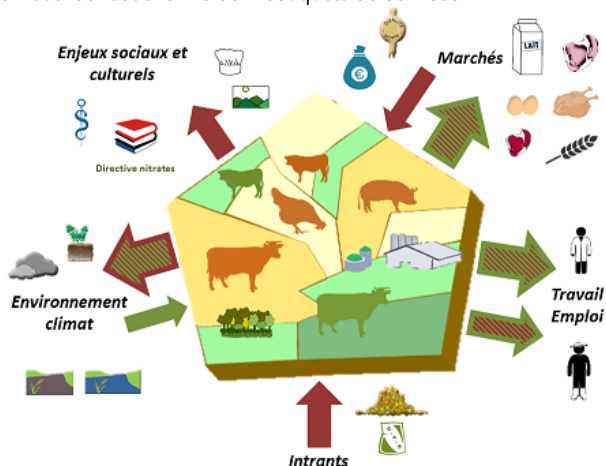 Enjeux sociaux et
culturels
Marchés
LAIT
Directive nitrates
Environnement
climat
Travail
Emploi
Intrants